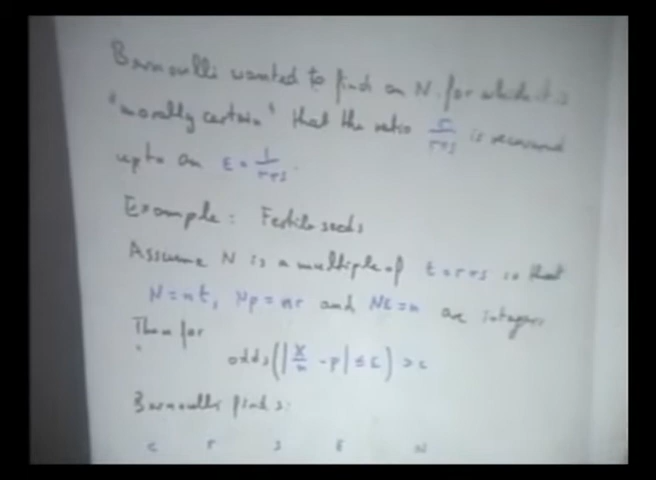 Bernoulli wanted to find an N for which it is
"morally certain" that the ratio r/r+s is recovered
up to an ε = 1/r+s.
Example: Fertile seeds
Assume N is a multiple of t = r+s so that
N = nt, Np = nr and Nε = n are integers
Then for
odds(|X/n - p| ≤ ε) > c
Bernoulli finds:
c r s ε N